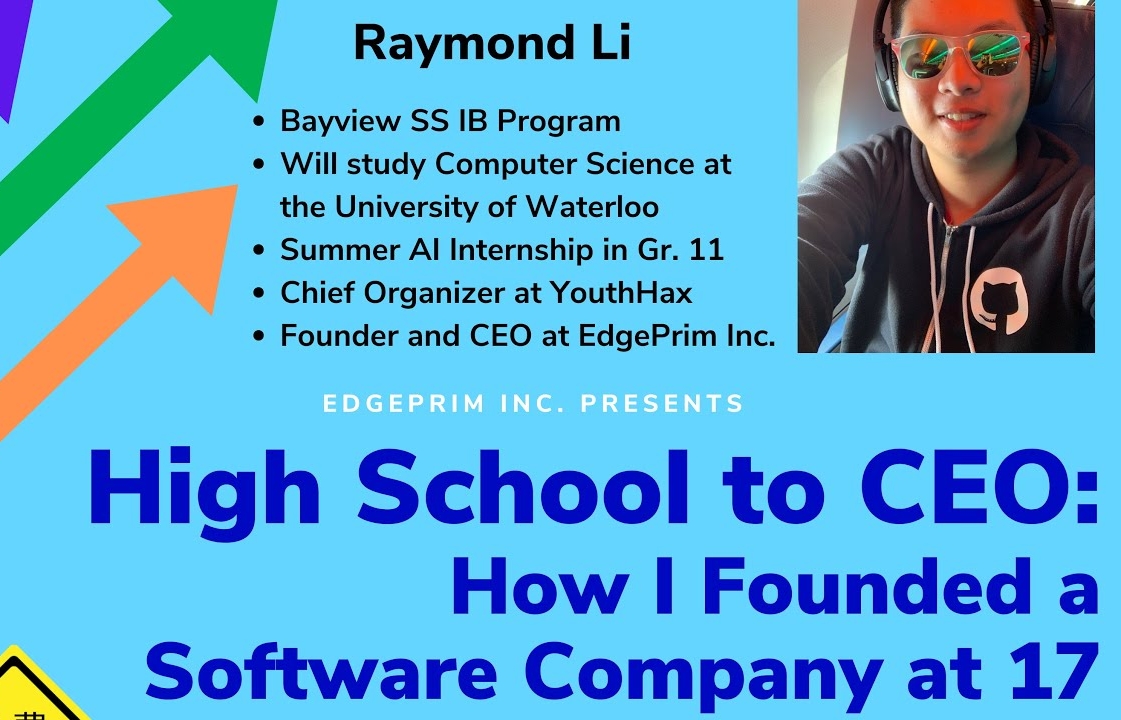 Raymond Li
• Bayview SS IB Program
• Will study Computer Science at
the University of Waterloo
• Summer AI Internship in Gr. 11
• Chief Organizer at YouthHax
• Founder and CEO at EdgePrim Inc.
EDGEPRIM INC. PRESENTS
High School to CEO:
How I Founded a
Software Company at 17